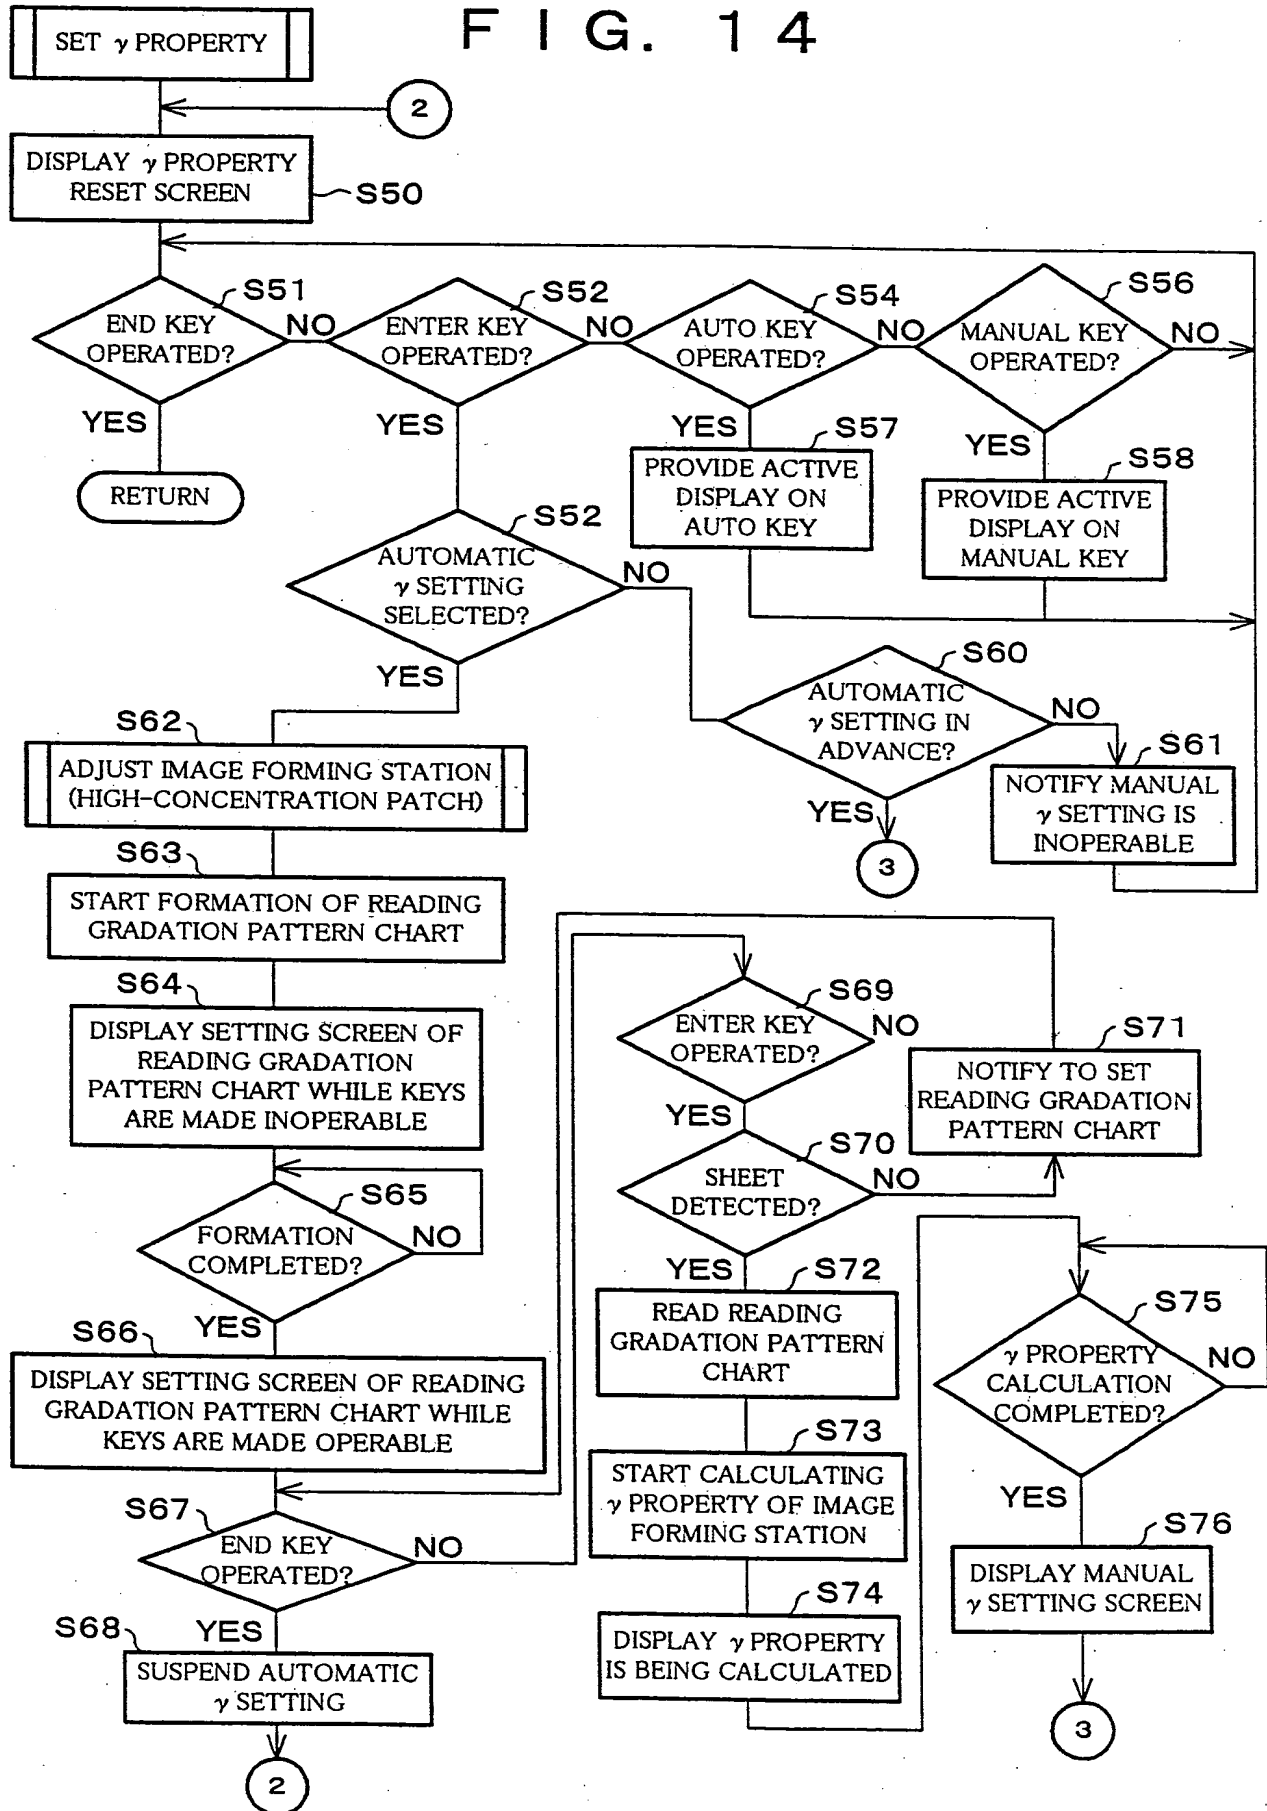 FIG. 14
SET γ PROPERTY
2
DISPLAY γ PROPERTY
RESET SCREEN
S50
S51
END KEY
OPERATED?
NO
YES
RETURN
S52
ENTER KEY
OPERATED?
NO
YES
S54
AUTO KEY
OPERATED?
NO
YES
S56
MANUAL KEY
OPERATED?
NO
YES
S57
PROVIDE ACTIVE
DISPLAY ON
AUTO KEY
S58
PROVIDE ACTIVE
DISPLAY ON
MANUAL KEY
S52
AUTOMATIC
γ SETTING
SELECTED?
NO
YES
S60
AUTOMATIC
γ SETTING IN
ADVANCE?
NO
YES
3
S61
NOTIFY MANUAL
γ SETTING IS
INOPERABLE
S62
ADJUST IMAGE FORMING STATION
(HIGH-CONCENTRATION PATCH)
S63
START FORMATION OF READING
GRADATION PATTERN CHART
S64
DISPLAY SETTING SCREEN OF
READING GRADATION
PATTERN CHART WHILE KEYS
ARE MADE INOPERABLE
S65
FORMATION
COMPLETED?
NO
YES
S66
DISPLAY SETTING SCREEN OF READING
GRADATION PATTERN CHART WHILE
KEYS ARE MADE OPERABLE
S67
END KEY
OPERATED?
NO
YES
S68
SUSPEND AUTOMATIC
γ SETTING
2
S69
ENTER KEY
OPERATED?
NO
YES
S70
SHEET
DETECTED?
NO
YES
S71
NOTIFY TO SET
READING GRADATION
PATTERN CHART
S72
READ READING
GRADATION PATTERN
CHART
S73
START CALCULATING
γ PROPERTY OF IMAGE
FORMING STATION
S74
DISPLAY γ PROPERTY
IS BEING CALCULATED
S75
γ PROPERTY
CALCULATION
COMPLETED?
NO
YES
S76
DISPLAY MANUAL
γ SETTING SCREEN
3